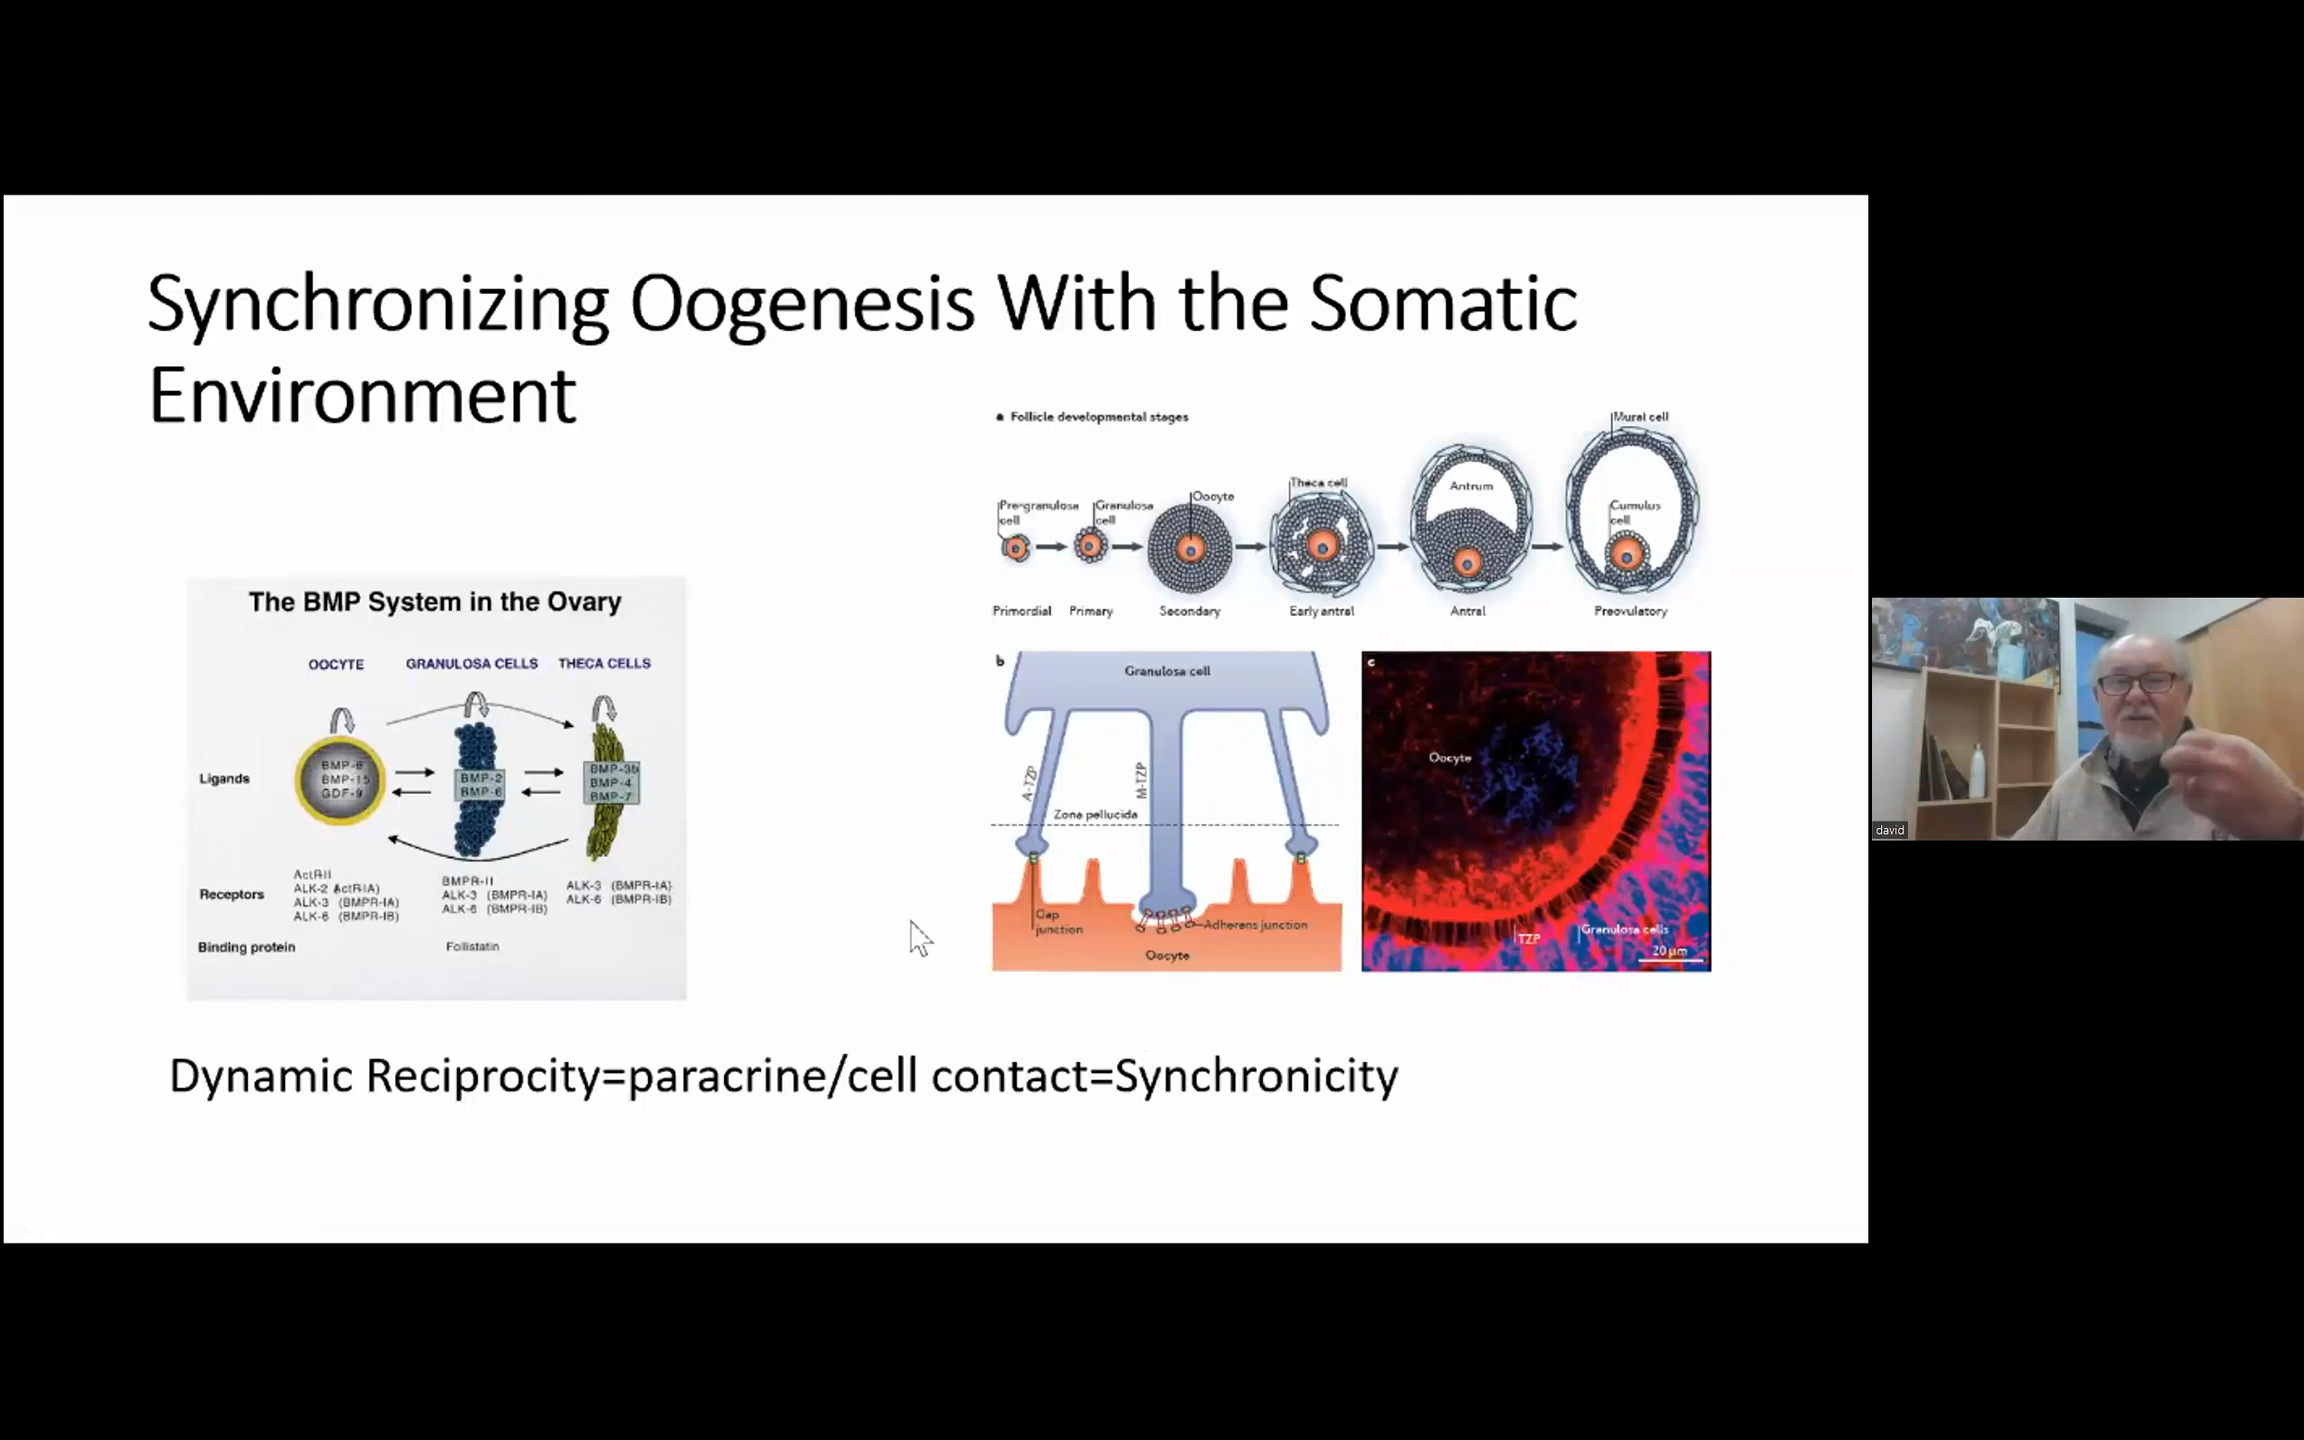 Synchronizing Oogenesis With the Somatic
Environment
The BMP System in the Ovary
OOCYTE GRANULOSA CELLS THECA CELLS
Ligands
BMP-6
BMP-15
GDF-9
BMP-2
BMP-6
BMP-3b
BMP-4
BMP-7
Receptors
ActR-II
ALK-2 ActR-IA)
ALK-3 (BMPR-IA)
ALK-6 (BMPR-IB)
BMPR-II
ALK-3 (BMPR-IA)
ALK-6 (BMPR-IB)
ALK-3 (BMPR-IA)
ALK-6 (BMPR-IB)
Binding protein
Follistatin
a Follicle developmental stages
Pre-granulosa
cell
Granulosa
cell
Oocyte
Theca cell
Antrum
Mural cell
Cumulus
cell
Primordial Primary Secondary Early antral Antral Preovulatory
b
Granulosa cell
A-TZP
M-TZP
Zona pellucida
Gap
junction
Adherens junction
Oocyte
c
Oocyte
TZP
Granulosa cells
20 µm
Dynamic Reciprocity=paracrine/cell contact=Synchronicity
david